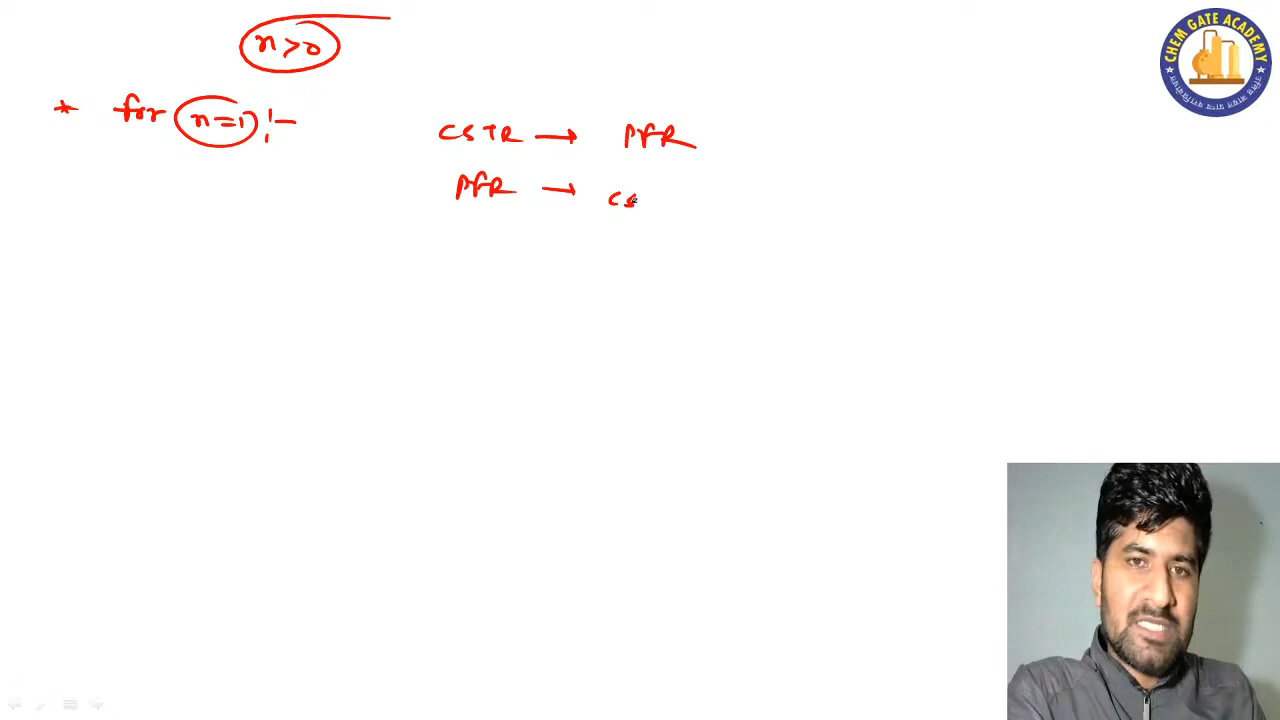 n>0
* for n=1 :-
CSTR → PFR
PFR → CS
CHEM GATE ACADEMY